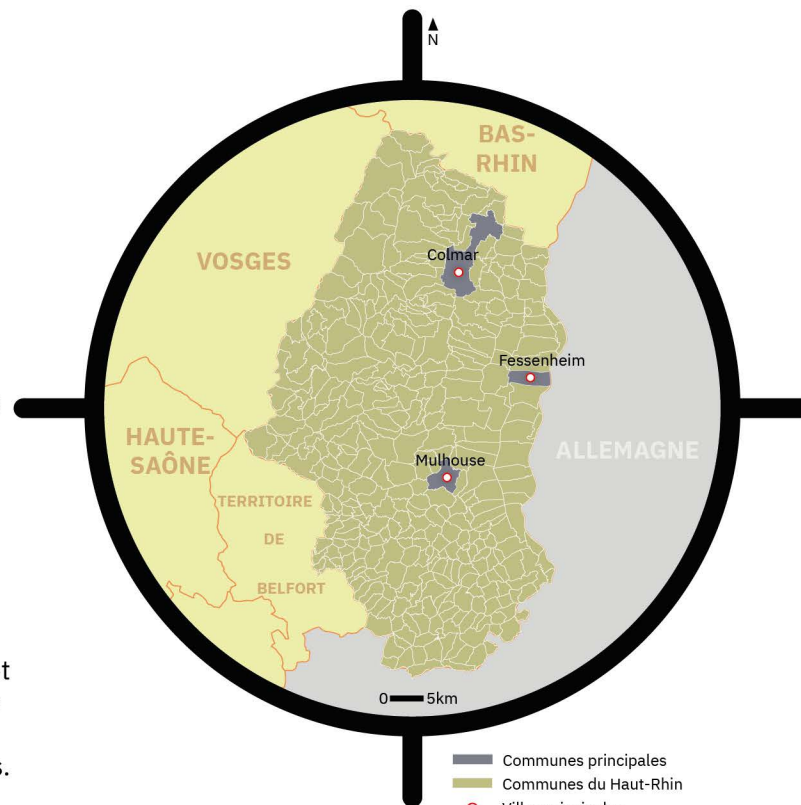 N
BAS-
RHIN
VOSGES
Colmar
Fessenheim
HAUTE-
SAÔNE
ALLEMAGNE
Mulhouse
TERRITOIRE
DE
BELFORT
0 5km
Communes principales
Communes du Haut-Rhin